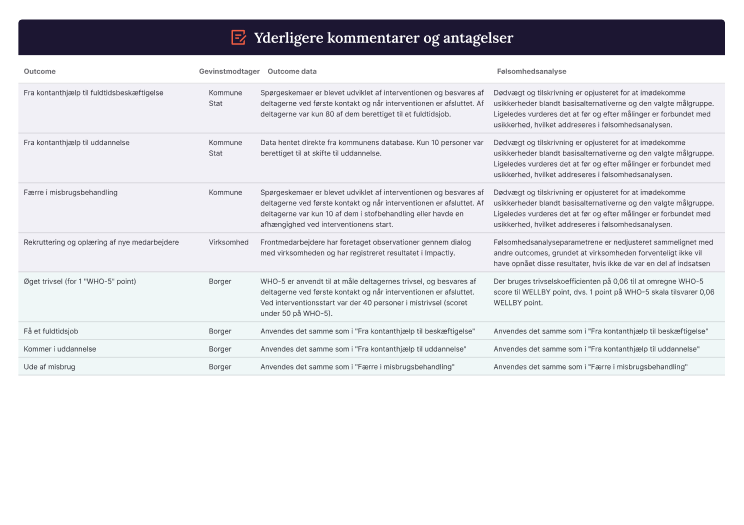 Yderligere kommentarer og antagelser
Outcome Gevinstmodtager Outcome data Følsomhedsanalyse
Fra kontanthjælp til fuldtidsbeskæftigelse
Kommune
Stat
Spørgeskemaer er blevet udviklet af interventionen og besvares af
deltagerne ved første kontakt og når interventionen er afsluttet. Af
deltagerne var kun 80 af dem berettiget til et fuldtidsjob.
Dødvægt og tilskrivning er opjusteret for at imødekomme
usikkerheder blandt basisalternativerne og den valgte målgruppe.
Ligeledes vurderes det at før og efter målinger er forbundet med
usikkerhed, hvilket addreseres i følsomhedsanalysen.
Fra kontanthjælp til uddannelse
Kommune
Stat
Data hentet direkte fra kommunens database. Kun 10 personer var
berettiget til at skifte til uddannelse.
Dødvægt og tilskrivning er opjusteret for at imødekomme
usikkerheder blandt basisalternativerne og den valgte målgruppe.
Ligeledes vurderes det at før og efter målinger er forbundet med
usikkerhed, hvilket addreseres i følsomhedsanalysen.
Færre i misbrugsbehandling
Kommune
Spørgeskemaer er blevet udviklet af interventionen og besvares af
deltagerne ved første kontakt og når interventionen er afsluttet. Af
deltagerne var kun 10 af dem i stofbehandling eller havde en
afhængighed ved interventionens start.
Dødvægt og tilskrivning er opjusteret for at imødekomme
usikkerheder blandt basisalternativerne og den valgte målgruppe.
Ligeledes vurderes det at før og efter målinger er forbundet med
usikkerhed, hvilket addreseres i følsomhedsanalysen.
Rekruttering og oplæring af nye medarbejdere
Virksomhed
Frontmedarbejdere har foretaget observationer gennem dialog
med virksomheden og har registreret resultatet i Impactly.
Følsomhedsanalyseparametrene er nedjusteret sammelignet med
andre outcomes, grundet at virksomheden forventeligt ikke vil
have opnået disse resultater, hvis ikke de var en del af indsatsen
Øget trivsel (for 1 "WHO-5" point)
Borger
WHO-5 er anvendt til at måle deltagernes trivsel, og besvares af
deltagerne ved første kontakt og når interventionen er afsluttet.
Ved interventionsstart var der 40 personer i mistrivsel (scoret
under 50 på WHO-5).
Der bruges trivselskoefficienten på 0,06 til at omregne WHO-5
score til WELLBY point, dvs. 1 point på WHO-5 skala tilsvarer 0,06
WELLBY point.
Få et fuldtidsjob Borger Anvendes det samme som i "Fra kontanthjælp til beskæftigelse" Anvendes det samme som i "Fra kontanthjælp til beskæftigelse"
Kommer i uddannelse Borger Anvendes det samme som i "Fra kontanthjælp til uddannelse" Anvendes det samme som i "Fra kontanthjælp til uddannelse"
Ude af misbrug Borger Anvendes det samme som i "Færre i misbrugsbehandling" Anvendes det samme som i "Færre i misbrugsbehandling"